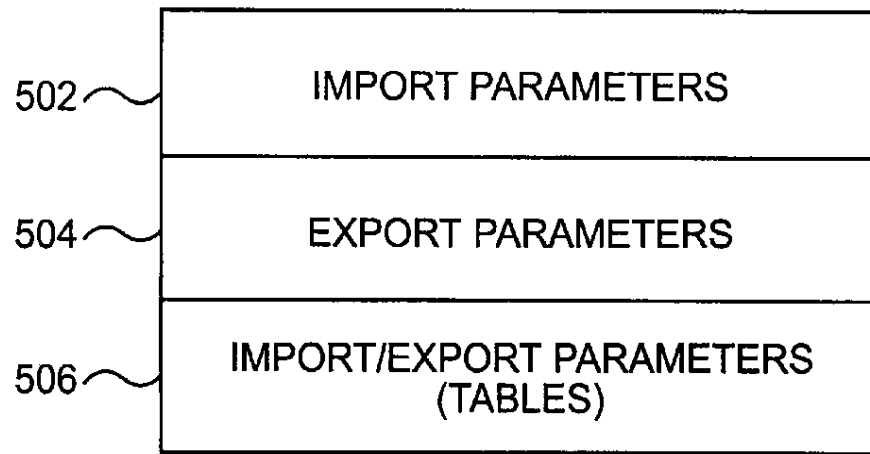 502 IMPORT PARAMETERS
504 EXPORT PARAMETERS
506 IMPORT/EXPORT PARAMETERS
(TABLES)